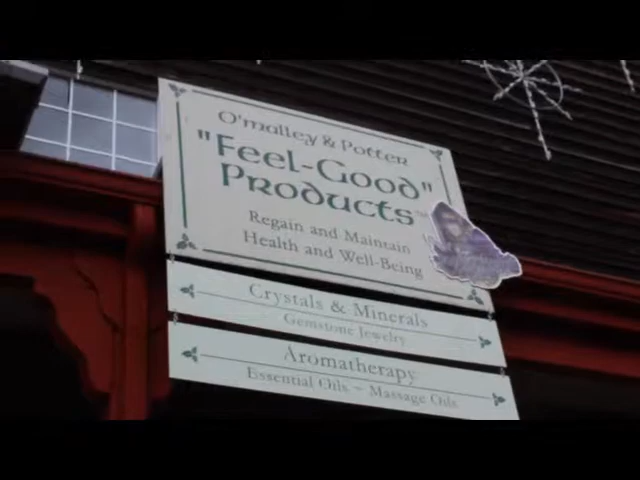 O'Malley & Potter
"Feel-Good"
Products™
Regain and Maintain
Health and Well-Being
Crystals & Minerals
Gemstone Jewelry
Aromatherapy
Essential Oils ~ Massage Oils